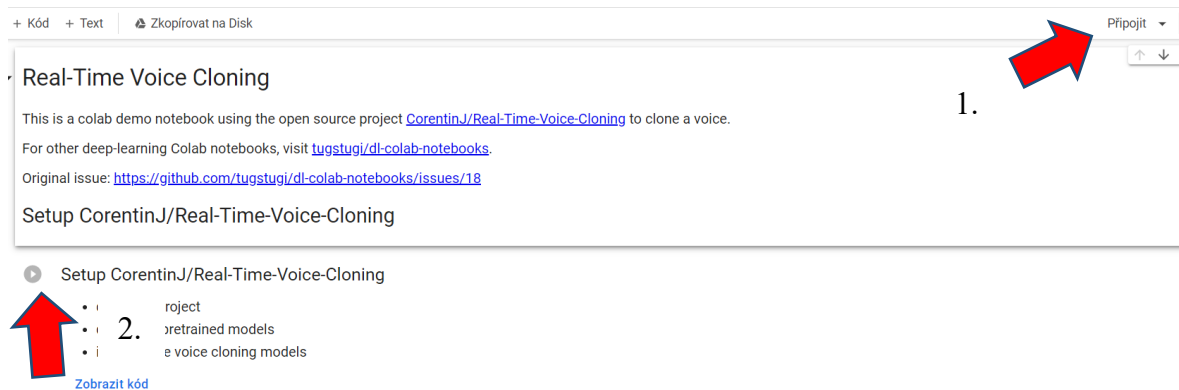 + Kód + Text Zkopírovat na Disk Připojit
Real-Time Voice Cloning
1.
This is a colab demo notebook using the open source project CorentinJ/Real-Time-Voice-Cloning to clone a voice.
For other deep-learning Colab notebooks, visit tugstugi/dl-colab-notebooks.
Original issue: https://github.com/tugstugi/dl-colab-notebooks/issues/18
Setup CorentinJ/Real-Time-Voice-Cloning
Setup CorentinJ/Real-Time-Voice-Cloning
2.
pretrained models
voice cloning models
Zobrazit kód